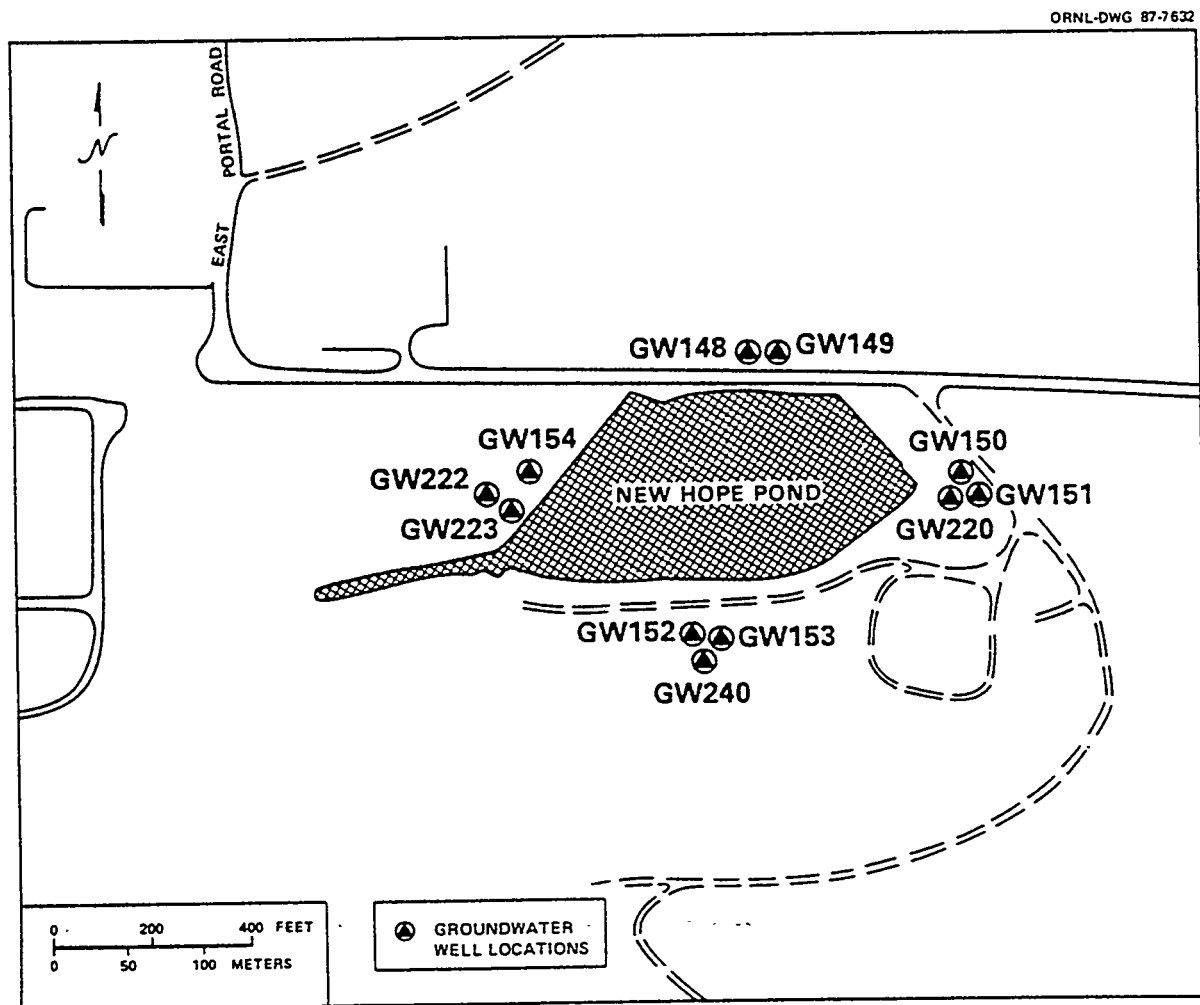 ORNL-DWG 87-7632
N
EAST PORTAL ROAD
GW148
GW149
GW154
GW150
GW222
NEW HOPE POND
GW151
GW223
GW220
GW152
GW153
GW240
0 200 400 FEET
0 50 100 METERS
GROUNDWATER
WELL LOCATIONS